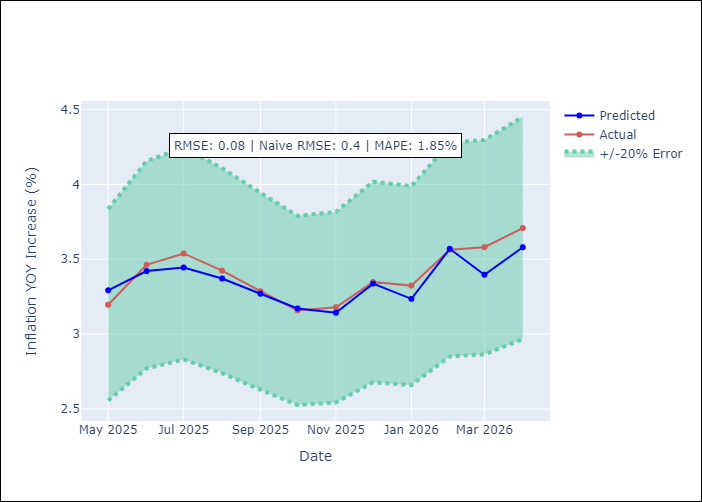 RMSE: 0.08 | Naive RMSE: 0.4 | MAPE: 1.85%
Predicted
Actual
+/-20% Error
Inflation YOY Increase (%)
4.5
4
3.5
3
2.5
May 2025
Jul 2025
Sep 2025
Nov 2025
Jan 2026
Mar 2026
Date